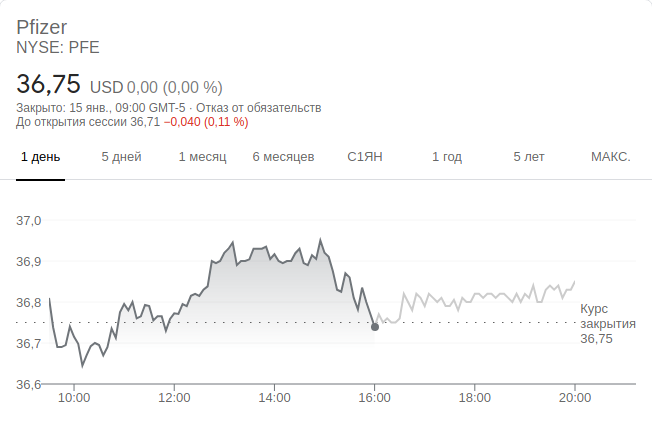 Pfizer
NYSE: PFE
36,75 USD 0,00 (0,00 %)
Закрыто: 15 янв., 09:00 GMT-5 · Отказ от обязательств
До открытия сессии 36,71 −0,040 (0,11 %)
1 день 5 дней 1 месяц 6 месяцев С1ЯН 1 год 5 лет МАКС.
37,0
36,9
36,8
36,7
36,6
Курс
закрытия
36.75
10:00 12:00 14:00 16:00 18:00 20:00